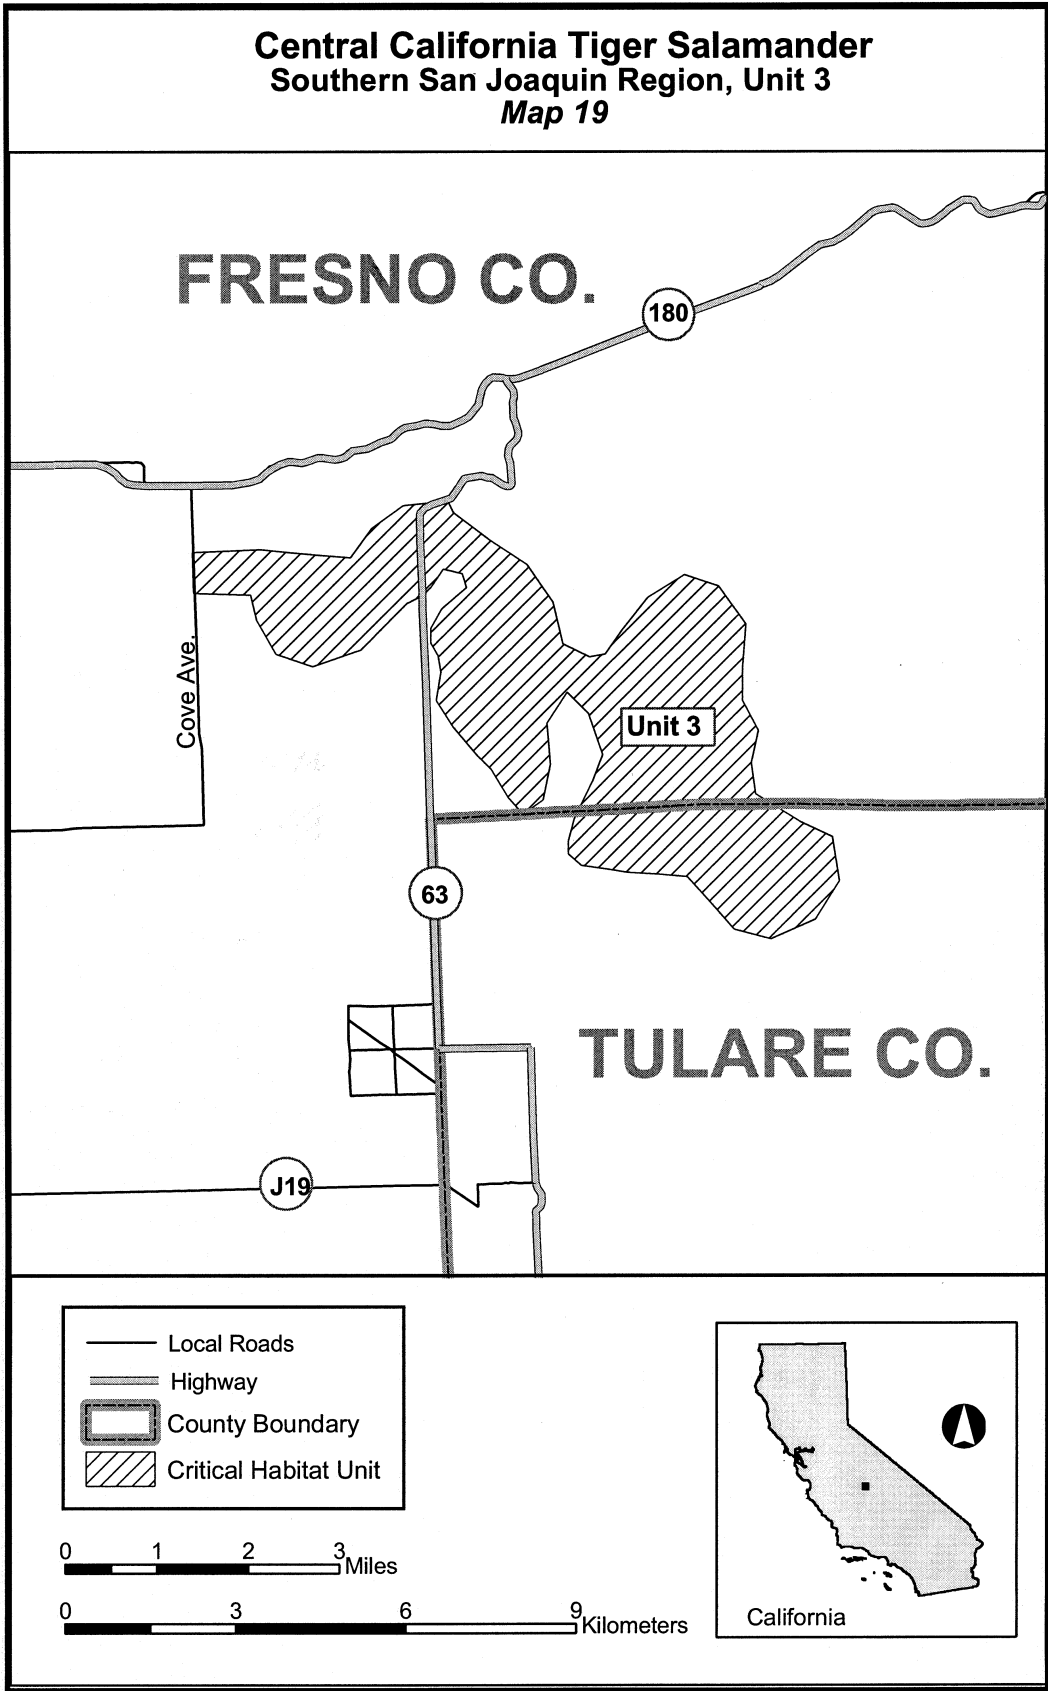 Central California Tiger Salamander
Southern San Joaquin Region, Unit 3
Map 19
FRESNO CO.
180
Cove Ave.
Unit 3
63
TULARE CO.
J19
Local Roads
Highway
County Boundary
Critical Habitat Unit
0 1 2 3 Miles
0 3 6 9 Kilometers
California